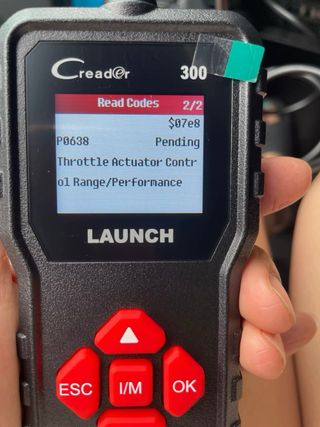 Creader 300
Read Codes 2/2
$07e8
P0638 Pending
Throttle Actuator Contr
ol Range/Performance
LAUNCH
ESC I/M OK